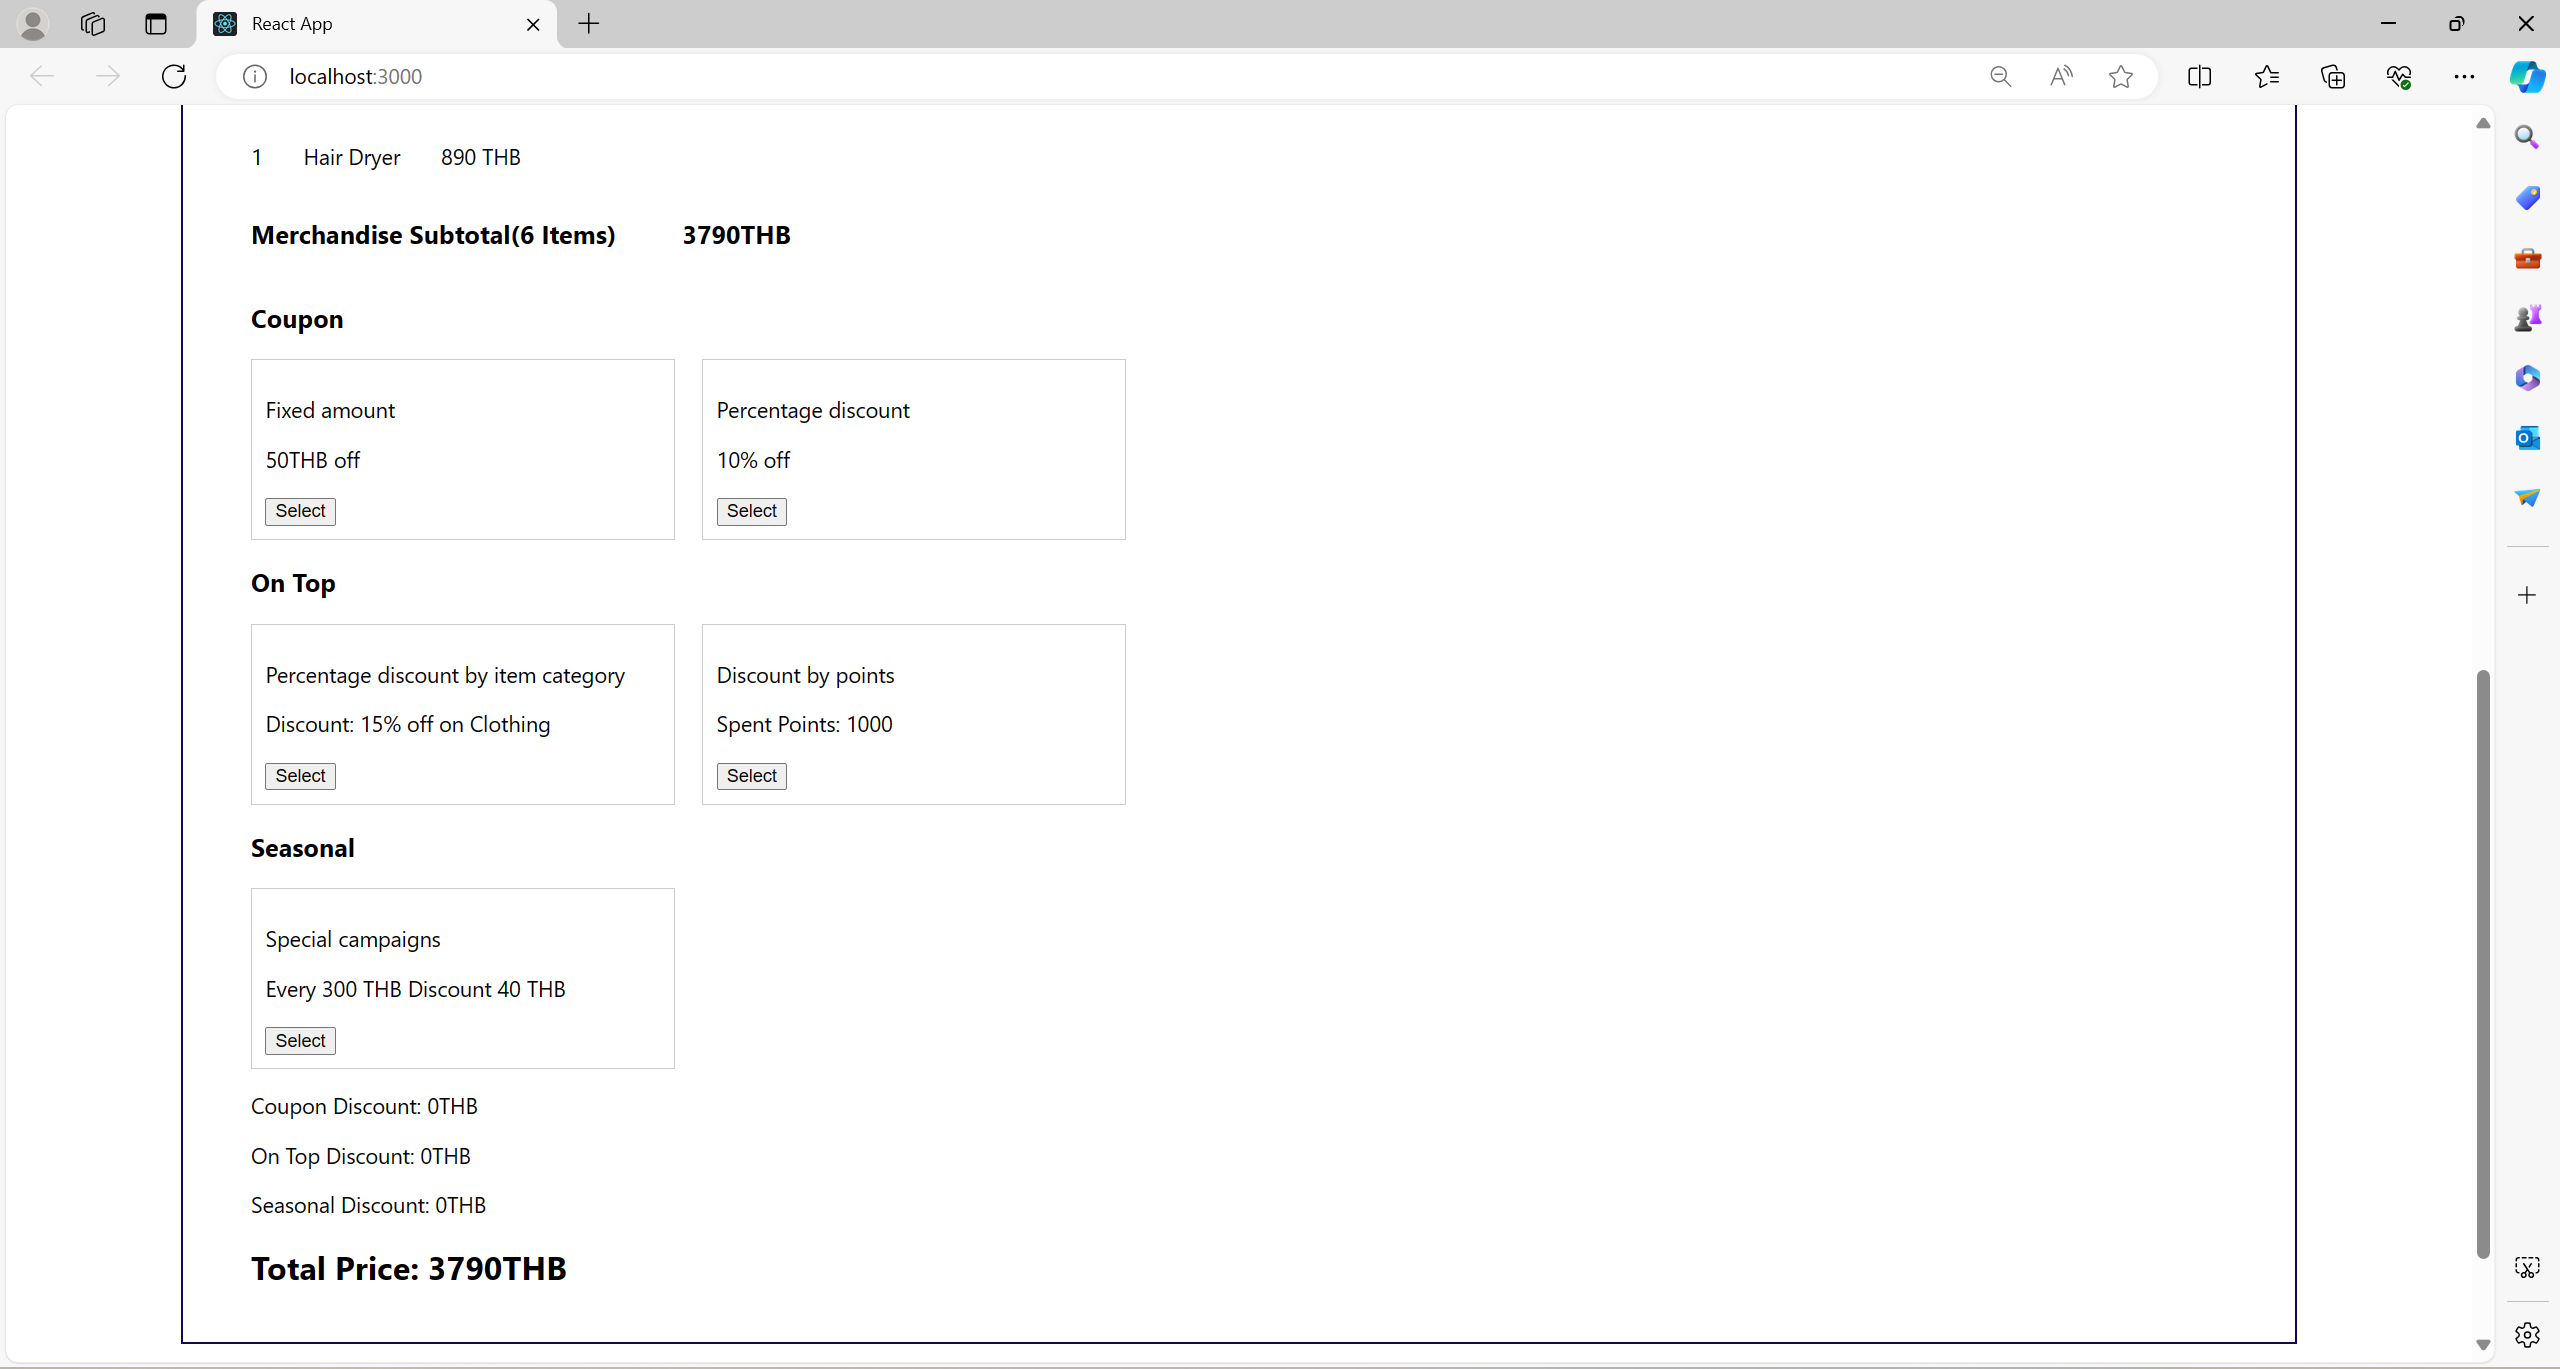 React App
localhost:3000
1 Hair Dryer 890 THB
Merchandise Subtotal(6 Items) 3790THB
Coupon
Fixed amount
50THB off
Select
Percentage discount
10% off
Select
On Top
Percentage discount by item category
Discount: 15% off on Clothing
Select
Discount by points
Spent Points: 1000
Select
Seasonal
Special campaigns
Every 300 THB Discount 40 THB
Select
Coupon Discount: 0THB
On Top Discount: 0THB
Seasonal Discount: 0THB
Total Price: 3790THB